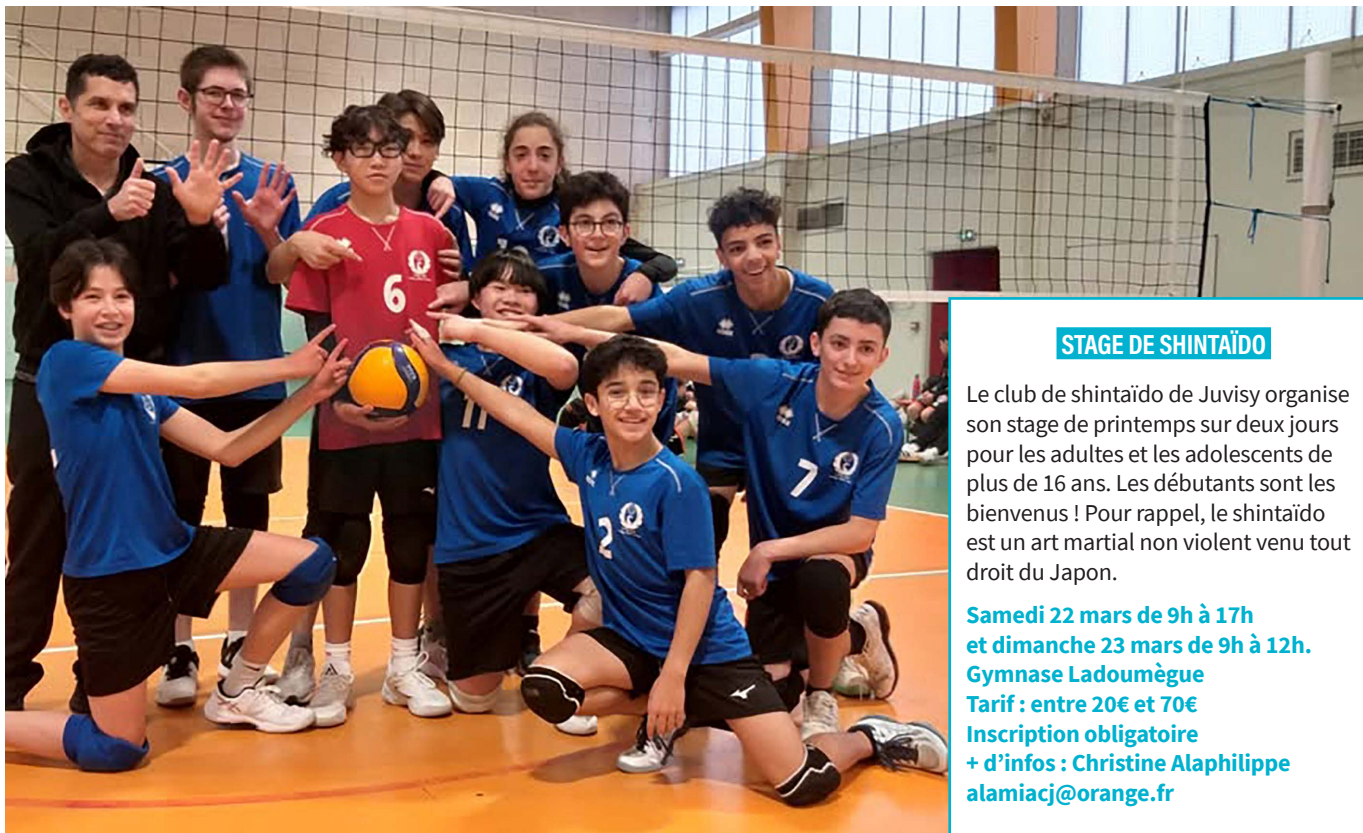 6
11
2
7
STAGE DE SHINTAÏDO
Le club de shintaïdo de Juvisy organise
son stage de printemps sur deux jours
pour les adultes et les adolescents de
plus de 16 ans. Les débutants sont les
bienvenus ! Pour rappel, le shintaïdo
est un art martial non violent venu tout
droit du Japon.
Samedi 22 mars de 9h à 17h
et dimanche 23 mars de 9h à 12h.
Gymnase Ladoumègue
Tarif : entre 20€ et 70€
Inscription obligatoire
+ d’infos : Christine Alaphilippe
alamiacj@orange.fr